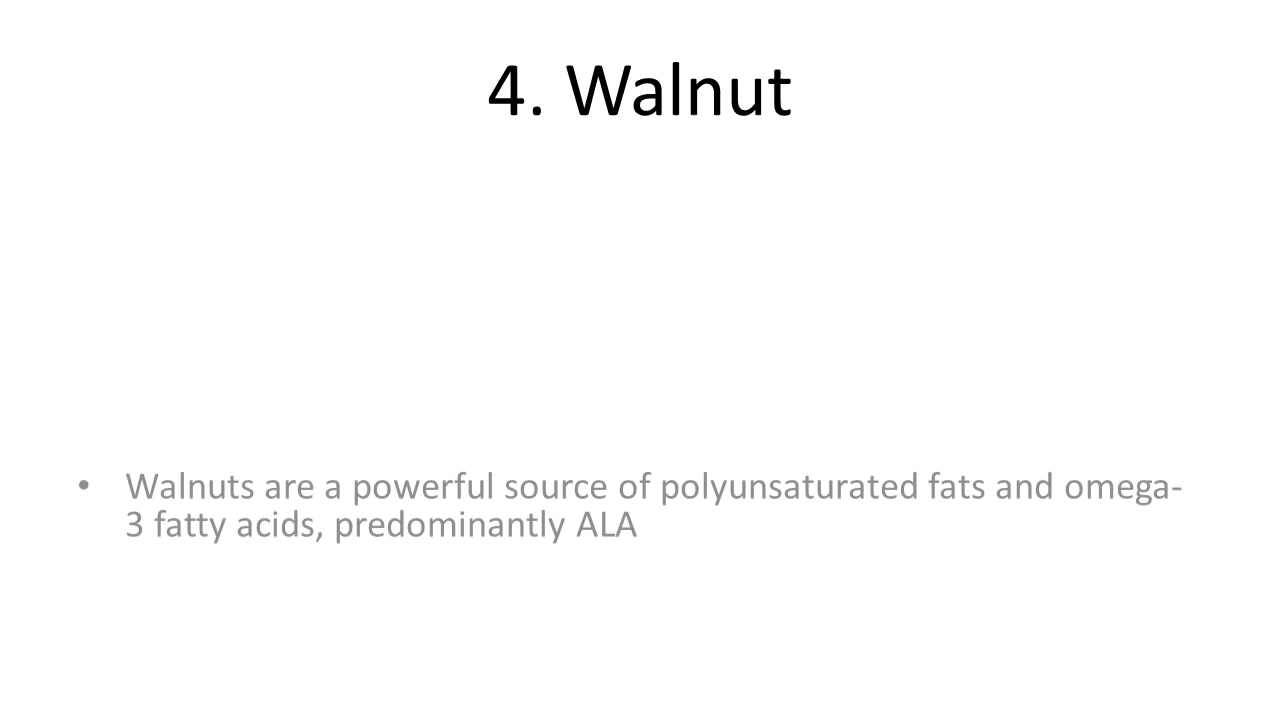 4. Walnut
• Walnuts are a powerful source of polyunsaturated fats and omega-
3 fatty acids, predominantly ALA